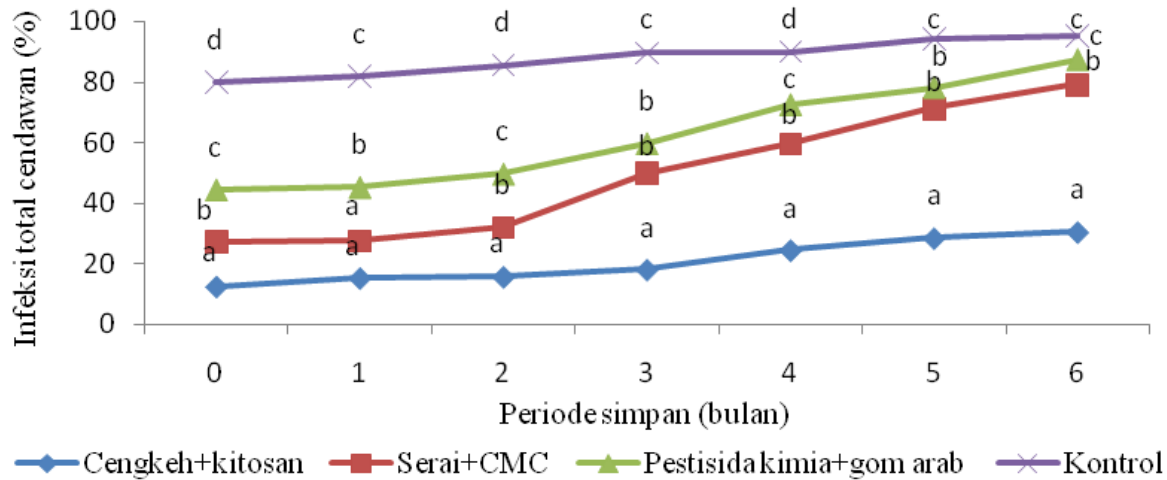 Infeksi total cendawan (%)
100
80
60
40
20
0
d c d c d c c
c b c b c b c
b a b b b b b
a a a a a a a
0 1 2 3 4 5 6
Periode simpan (bulan)
Cengkeh+kitosan Serai+CMC Pestisida kimia+gom arab Kontrol